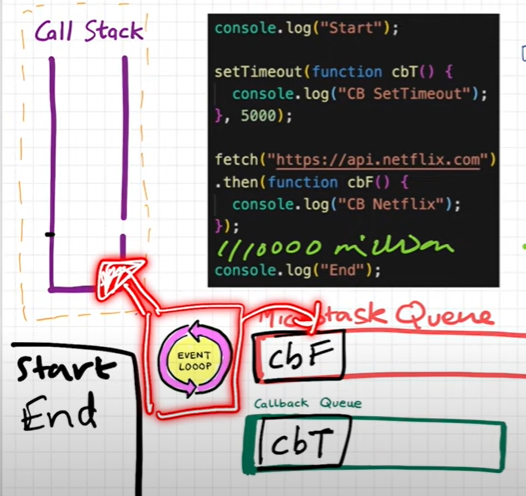 Call Stack
console.log("Start");
setTimeout(function cbT() {
console.log("CB SetTimeout");
}, 5000);
fetch("https://api.netflix.com")
.then(function cbF() {
console.log("CB Netflix");
});
million
console.log("End");
Start
End
EVENT
LOOOP
Microtask Queue
cbF
Callback Queue
cbT